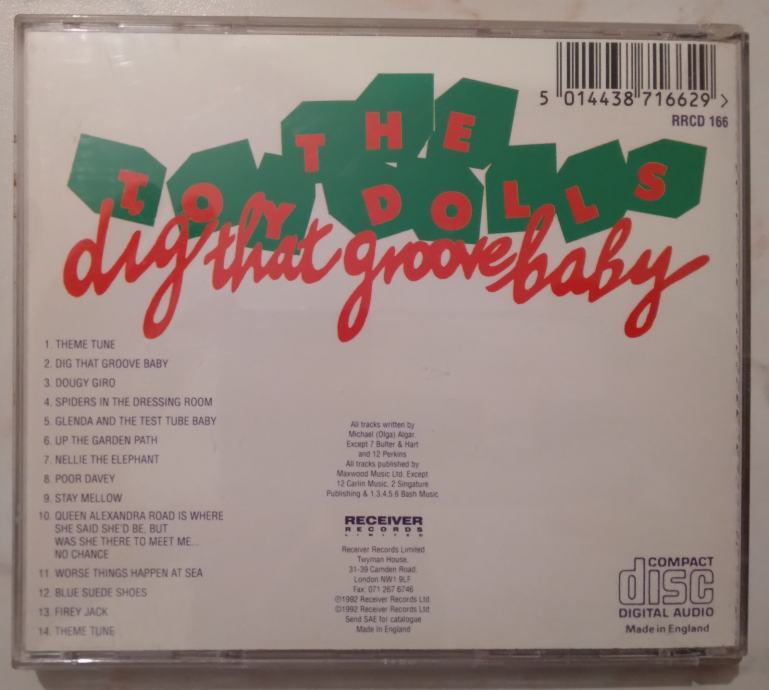 5 014438 716629 >
RRCD 166
THE
TOY DOLLS
dig that groove baby
1. THEME TUNE
2. DIG THAT GROOVE BABY
3. DOUGY GIRO
4. SPIDERS IN THE DRESSING ROOM
5. GLENDA AND THE TEST TUBE BABY
6. UP THE GARDEN PATH
7. NELLIE THE ELEPHANT
8. POOR DAVEY
9. STAY MELLOW
10. QUEEN ALEXANDRA ROAD IS WHERE
SHE SAID SHE'D BE, BUT
WAS SHE THERE TO MEET ME...
NO CHANCE
11. WORSE THINGS HAPPEN AT SEA
12. BLUE SUEDE SHOES
13. FIREY JACK
14. THEME TUNE
All tracks written by
Michael (Olga) Algar
Except 7 Bulter & Hart
and 12 Perkins
All tracks published by
Maxwood Music Ltd. Except
12 Carlin Music, 2 Singature
Publishing & 1,3,4,5,6 Bash Music
RECEIVER
RECORDS
LIMITED
Receiver Records Limited
Twyman House,
31-39 Camden Road.
London NW1 9LF
Fax: 071 267 6746
℗1992 Receiver Records Ltd
©1992 Receiver Records Ltd
Send SAE for catalogue
Made in England
COMPACT
disc
DIGITAL AUDIO
Made in England